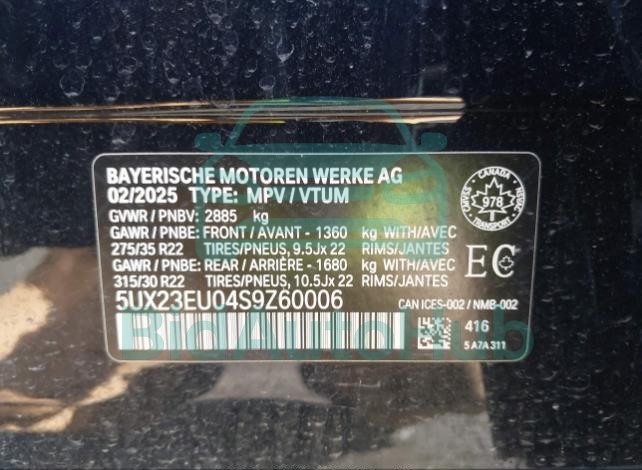 BAYERISCHE MOTOREN WERKE AG
02/2025 TYPE: MPV / VTUM
GVWR / PNBV: 2885 kg
GAWR / PNBE: FRONT / AVANT - 1360 kg WITH/AVEC
275/35 R22 TIRES/PNEUS, 9.5Jx 22 RIMS/JANTES
GAWR / PNBE: REAR / ARRIÈRE - 1680 kg WITH/AVEC
315/30 R22 TIRES/PNEUS, 10.5Jx 22 RIMS/JANTES
5UX23EU04S9Z60006
CANADA
978
TRANSPORT
EC
CAN ICES-002 / NMB-002
416
5A7A311
BidAutoHub